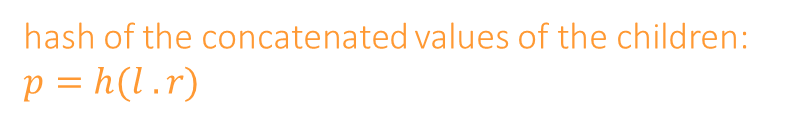 hash of the concatenated values of the children:
𝑝 = ℎ(𝑙 . 𝑟)